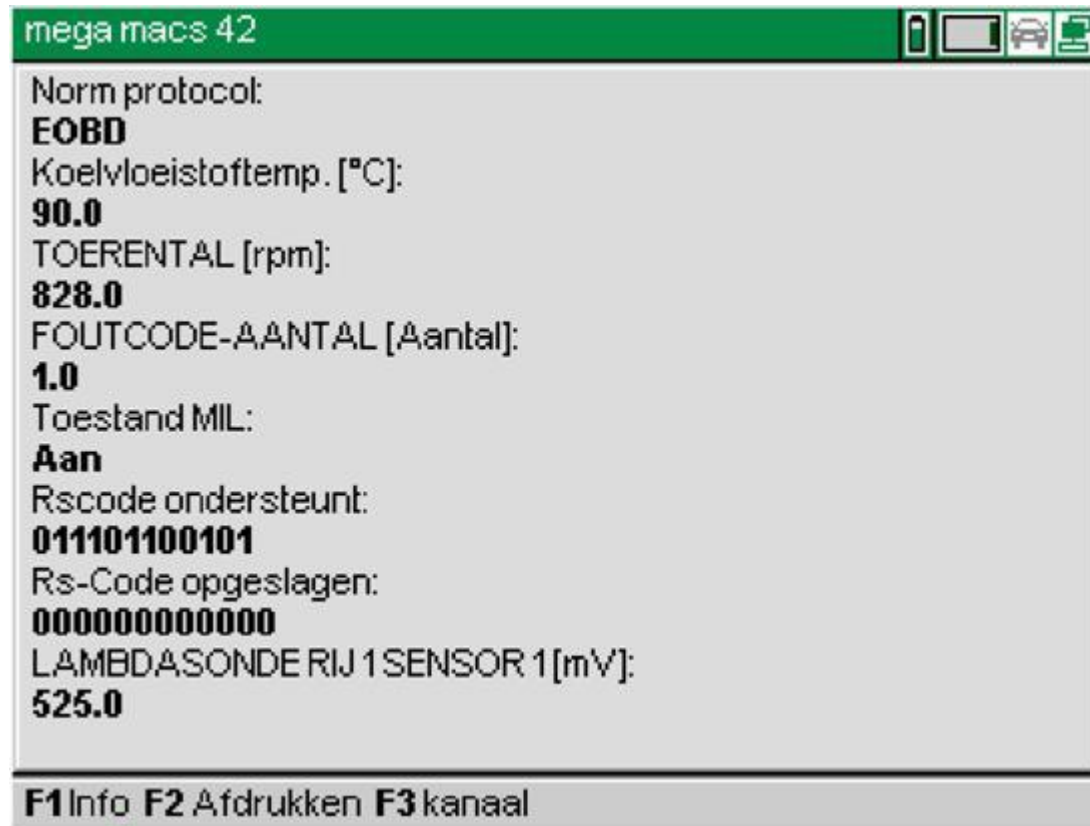 mega macs 42
Norm protocol:
EOBD
Koelvloeistoftemp. [°C]:
90.0
TOERENTAL [rpm]:
828.0
FOUTCODE-AANTAL [Aantal]:
1.0
Toestand MIL:
Aan
Rscode ondersteunt:
011101100101
Rs-Code opgeslagen:
000000000000
LAMBDASONDE RIJ 1 SENSOR 1 [mV]:
525.0
F1 Info F2 Afdrukken F3 kanaal